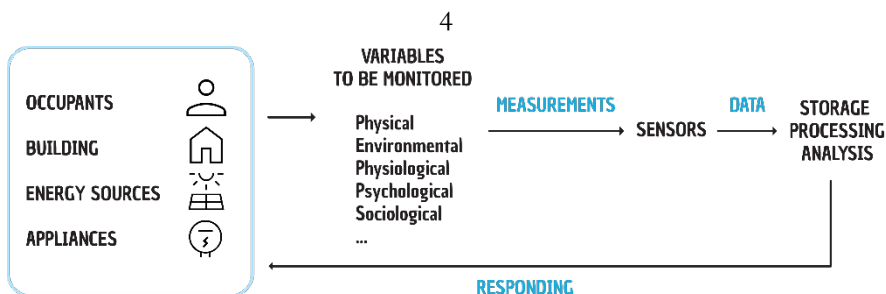 4
OCCUPANTS
BUILDING
ENERGY SOURCES
APPLIANCES
VARIABLES
TO BE MONITORED
Physical
Environmental
Physiological
Psychological
Sociological
...
MEASUREMENTS
SENSORS
DATA
STORAGE
PROCESSING
ANALYSIS
RESPONDING